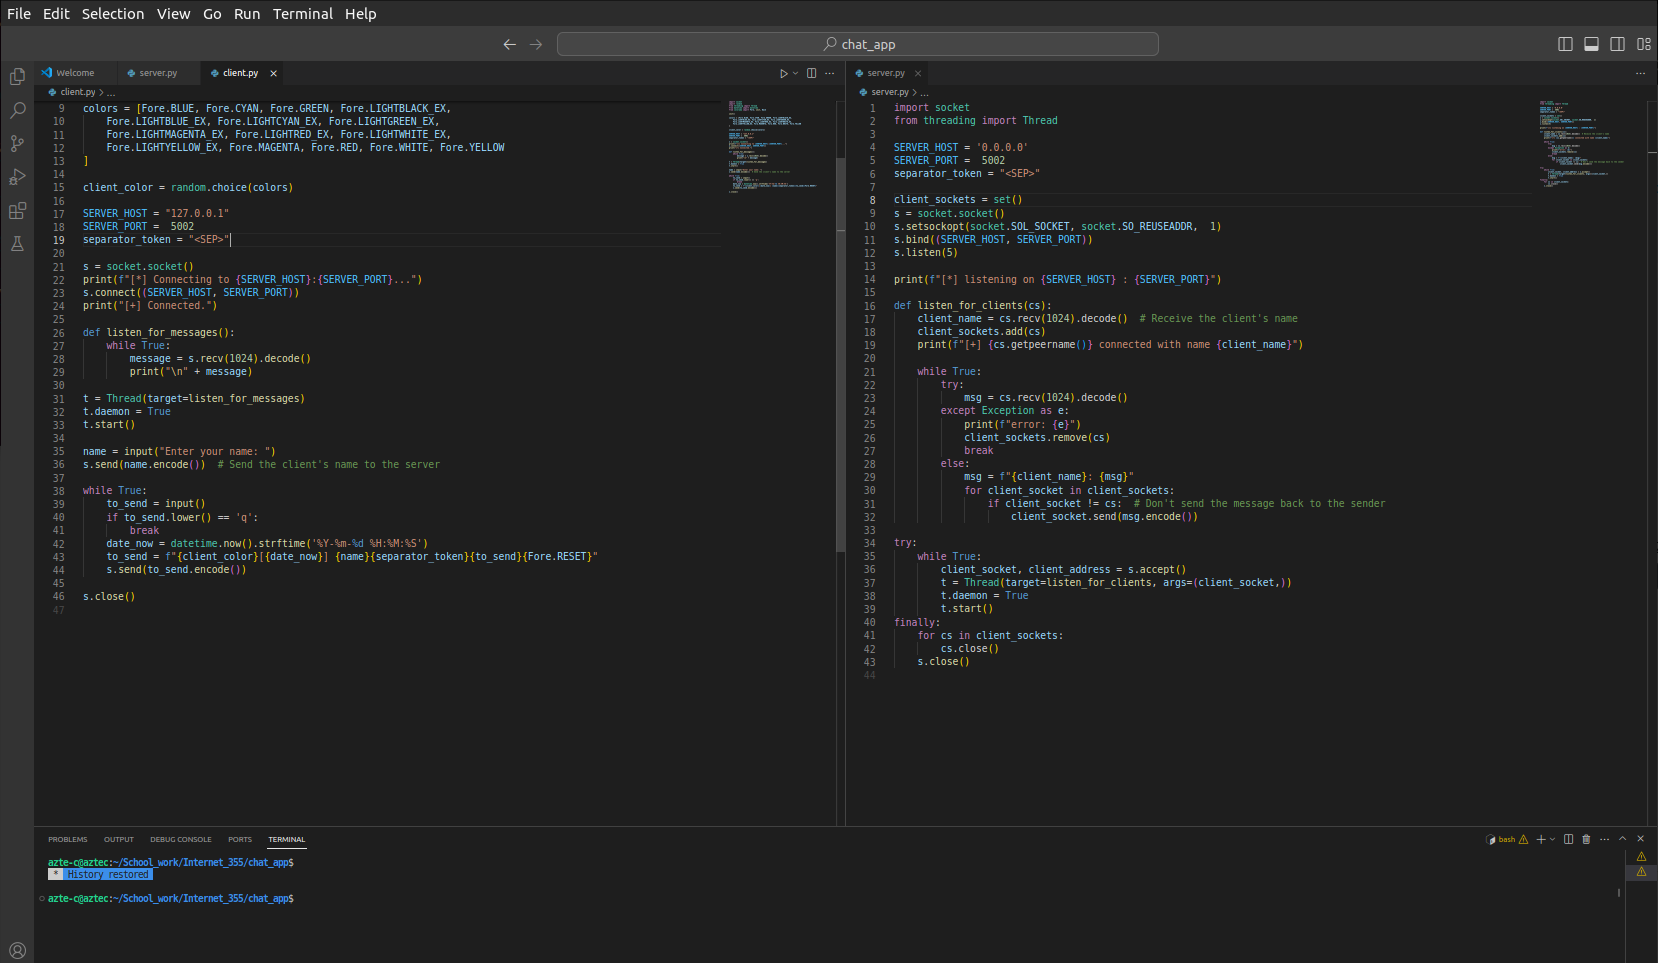 File Edit Selection View Go Run Terminal Help
chat_app
Welcome server.py client.py
client.py > ...
9 colors = [Fore.BLUE, Fore.CYAN, Fore.GREEN, Fore.LIGHTBLACK_EX,
10 Fore.LIGHTBLUE_EX, Fore.LIGHTCYAN_EX, Fore.LIGHTGREEN_EX,
11 Fore.LIGHTMAGENTA_EX, Fore.LIGHTRED_EX, Fore.LIGHTWHITE_EX,
12 Fore.LIGHTYELLOW_EX, Fore.MAGENTA, Fore.RED, Fore.WHITE, Fore.YELLOW
13 ]
14
15 client_color = random.choice(colors)
16
17 SERVER_HOST = "127.0.0.1"
18 SERVER_PORT = 5002
19 separator_token = "<SEP>"
20
21 s = socket.socket()
22 print(f"[*] Connecting to {SERVER_HOST}:{SERVER_PORT}...")
23 s.connect((SERVER_HOST, SERVER_PORT))
24 print("[+] Connected.")
25
26 def listen_for_messages():
27 while True:
28 message = s.recv(1024).decode()
29 print("\n" + message)
30
31 t = Thread(target=listen_for_messages)
32 t.daemon = True
33 t.start()
34
35 name = input("Enter your name: ")
36 s.send(name.encode()) # Send the client's name to the server
37
38 while True:
39 to_send = input()
40 if to_send.lower() == 'q':
41 break
42 date_now = datetime.now().strftime('%Y-%m-%d %H:%M:%S')
43 to_send = f"{client_color}[{date_now}] {name}{separator_token}{to_send}{Fore.RESET}"
44 s.send(to_send.encode())
45
46 s.close()
47
server.py
server.py > ...
1 import socket
2 from threading import Thread
3
4 SERVER_HOST = '0.0.0.0'
5 SERVER_PORT = 5002
6 separator_token = "<SEP>"
7
8 client_sockets = set()
9 s = socket.socket()
10 s.setsockopt(socket.SOL_SOCKET, socket.SO_REUSEADDR, 1)
11 s.bind((SERVER_HOST, SERVER_PORT))
12 s.listen(5)
13
14 print(f"[*] listening on {SERVER_HOST} : {SERVER_PORT}")
15
16 def listen_for_clients(cs):
17 client_name = cs.recv(1024).decode() # Receive the client's name
18 client_sockets.add(cs)
19 print(f"[+] {cs.getpeername()} connected with name {client_name}")
20
21 while True:
22 try:
23 msg = cs.recv(1024).decode()
24 except Exception as e:
25 print(f"error: {e}")
26 client_sockets.remove(cs)
27 break
28 else:
29 msg = f"{client_name}: {msg}"
30 for client_socket in client_sockets:
31 if client_socket != cs: # Don't send the message back to the sender
32 client_socket.send(msg.encode())
33
34 try:
35 while True:
36 client_socket, client_address = s.accept()
37 t = Thread(target=listen_for_clients, args=(client_socket,))
38 t.daemon = True
39 t.start()
40 finally:
41 for cs in client_sockets:
42 cs.close()
43 s.close()
44
PROBLEMS OUTPUT DEBUG CONSOLE PORTS TERMINAL
bash
azte-c@aztec:~/School_work/Internet_355/chat_app$
* History restored
azte-c@aztec:~/School_work/Internet_355/chat_app$